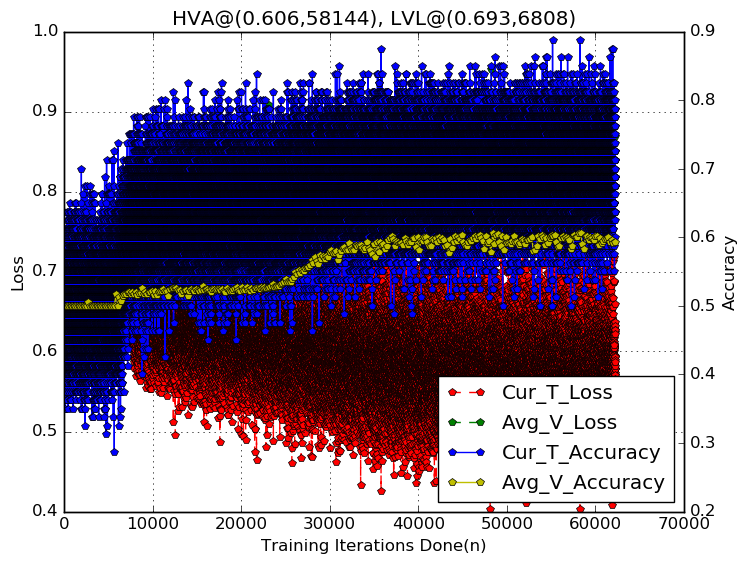 HVA@(0.606,58144), LVL@(0.693,6808)
1.0
0.9
0.8
0.7
0.6
0.5
0.4
Loss
0.9
0.8
0.7
0.6
0.5
0.4
0.3
0.2
Accuracy
Cur_T_Loss
Avg_V_Loss
Cur_T_Accuracy
Avg_V_Accuracy
0 10000 20000 30000 40000 50000 60000 70000
Training Iterations Done(n)